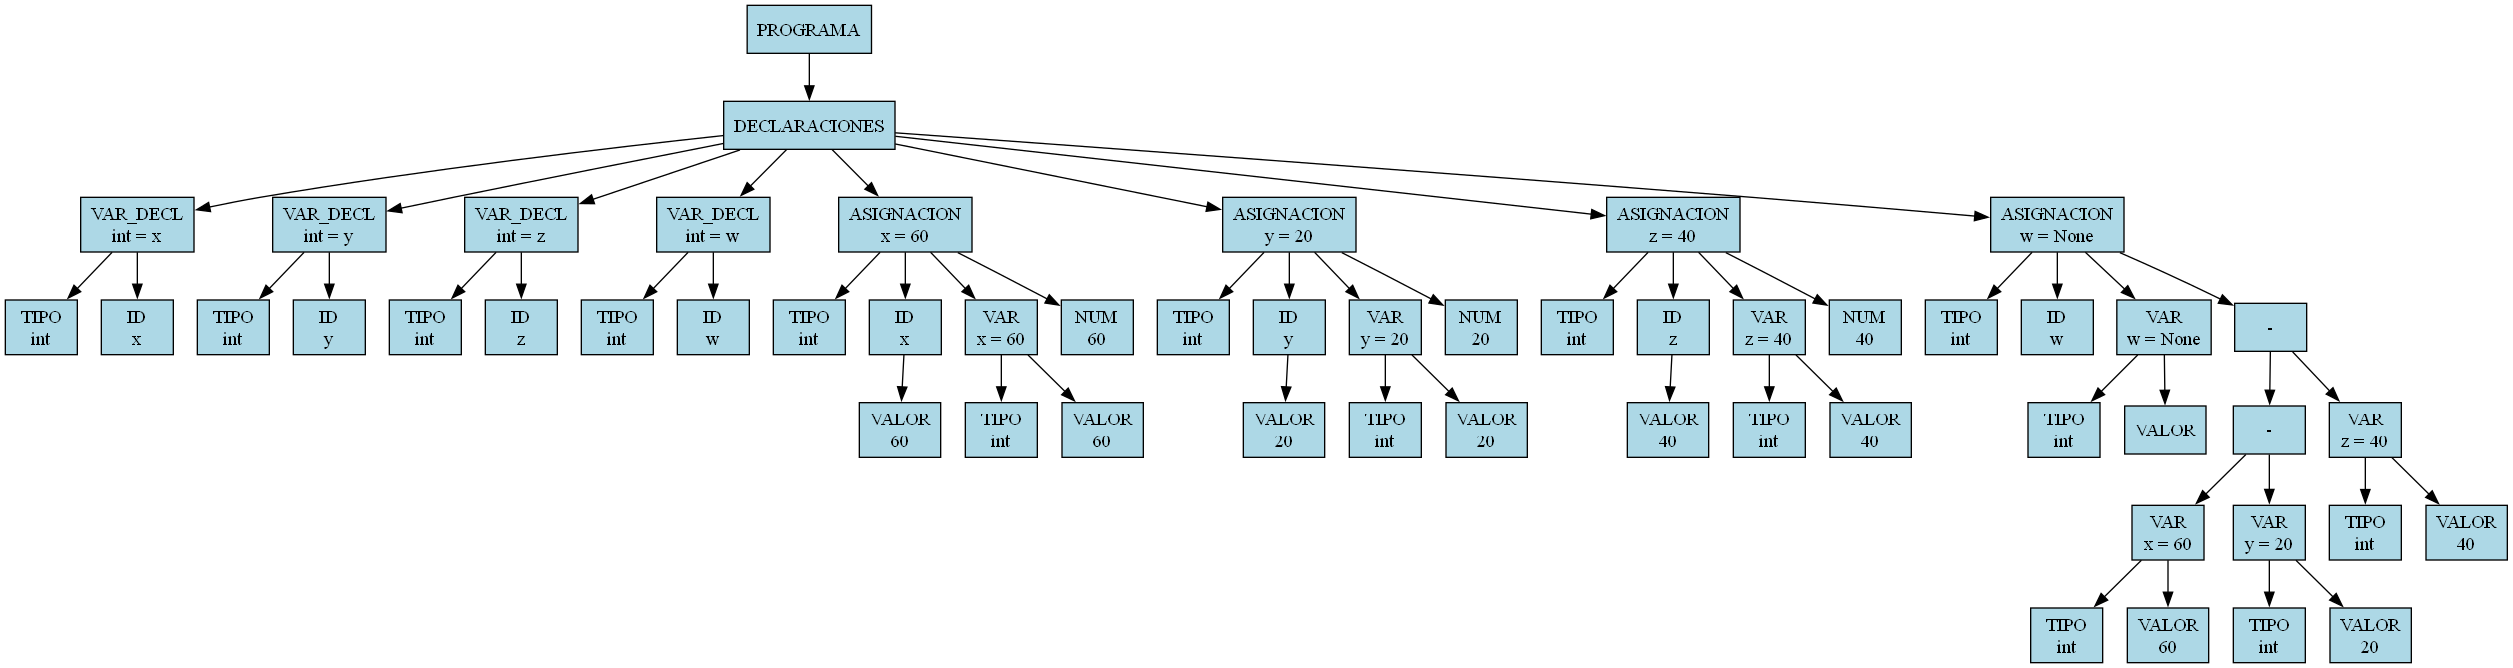 PROGRAMA
DECLARACIONES
VAR_DECL
int = x
VAR_DECL
int = y
VAR_DECL
int = z
VAR_DECL
int = w
ASIGNACION
x = 60
ASIGNACION
y = 20
ASIGNACION
z = 40
ASIGNACION
w = None
TIPO
int
ID
x
TIPO
int
ID
y
TIPO
int
ID
z
TIPO
int
ID
w
TIPO
int
ID
x
VAR
x = 60
NUM
60
TIPO
int
ID
y
VAR
y = 20
NUM
20
TIPO
int
ID
z
VAR
z = 40
NUM
40
TIPO
int
ID
w
VAR
w = None
-
VALOR
60
TIPO
int
VALOR
60
VALOR
20
TIPO
int
VALOR
20
VALOR
40
TIPO
int
VALOR
40
TIPO
int
VALOR
-
VAR
z = 40
VAR
x = 60
VAR
y = 20
TIPO
int
VALOR
40
TIPO
int
VALOR
60
TIPO
int
VALOR
20